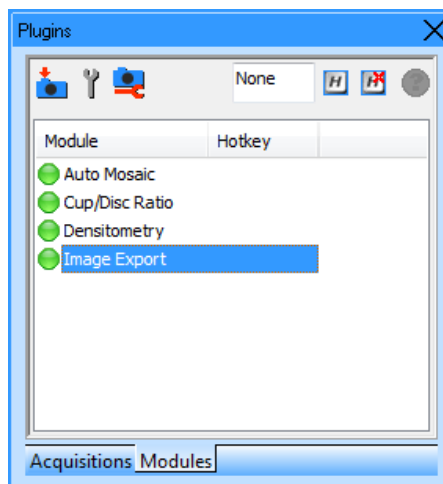 Plugins
None
H H
Module Hotkey
Auto Mosaic
Cup/Disc Ratio
Densitometry
Image Export
Acquisitions Modules